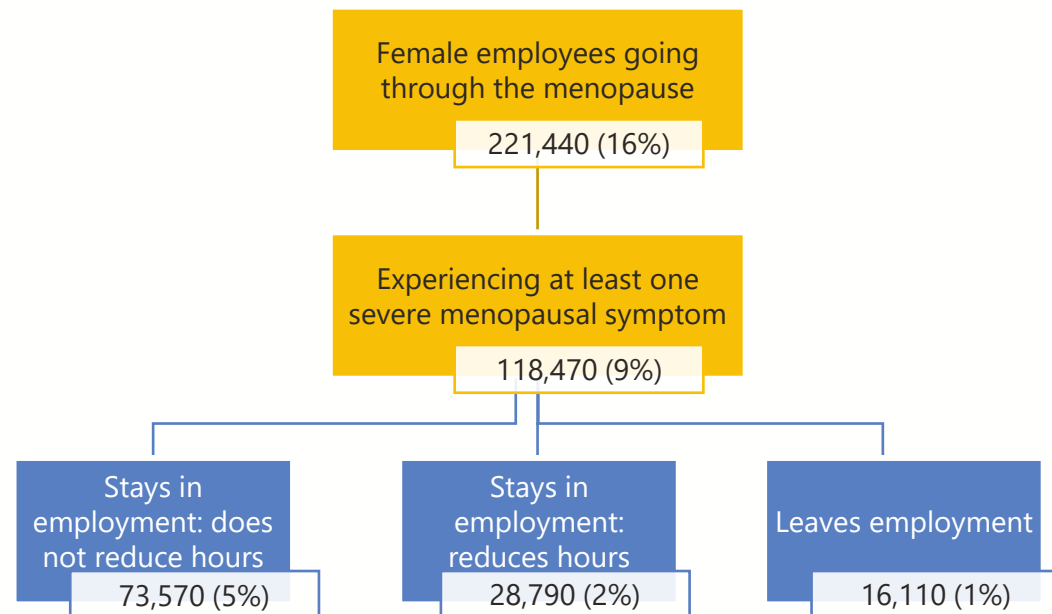 Female employees going
through the menopause
221,440 (16%)
Experiencing at least one
severe menopausal symptom
118,470 (9%)
Stays in
employment: does
not reduce hours
73,570 (5%)
Stays in
employment:
reduces hours
28,790 (2%)
Leaves employment
16,110 (1%)